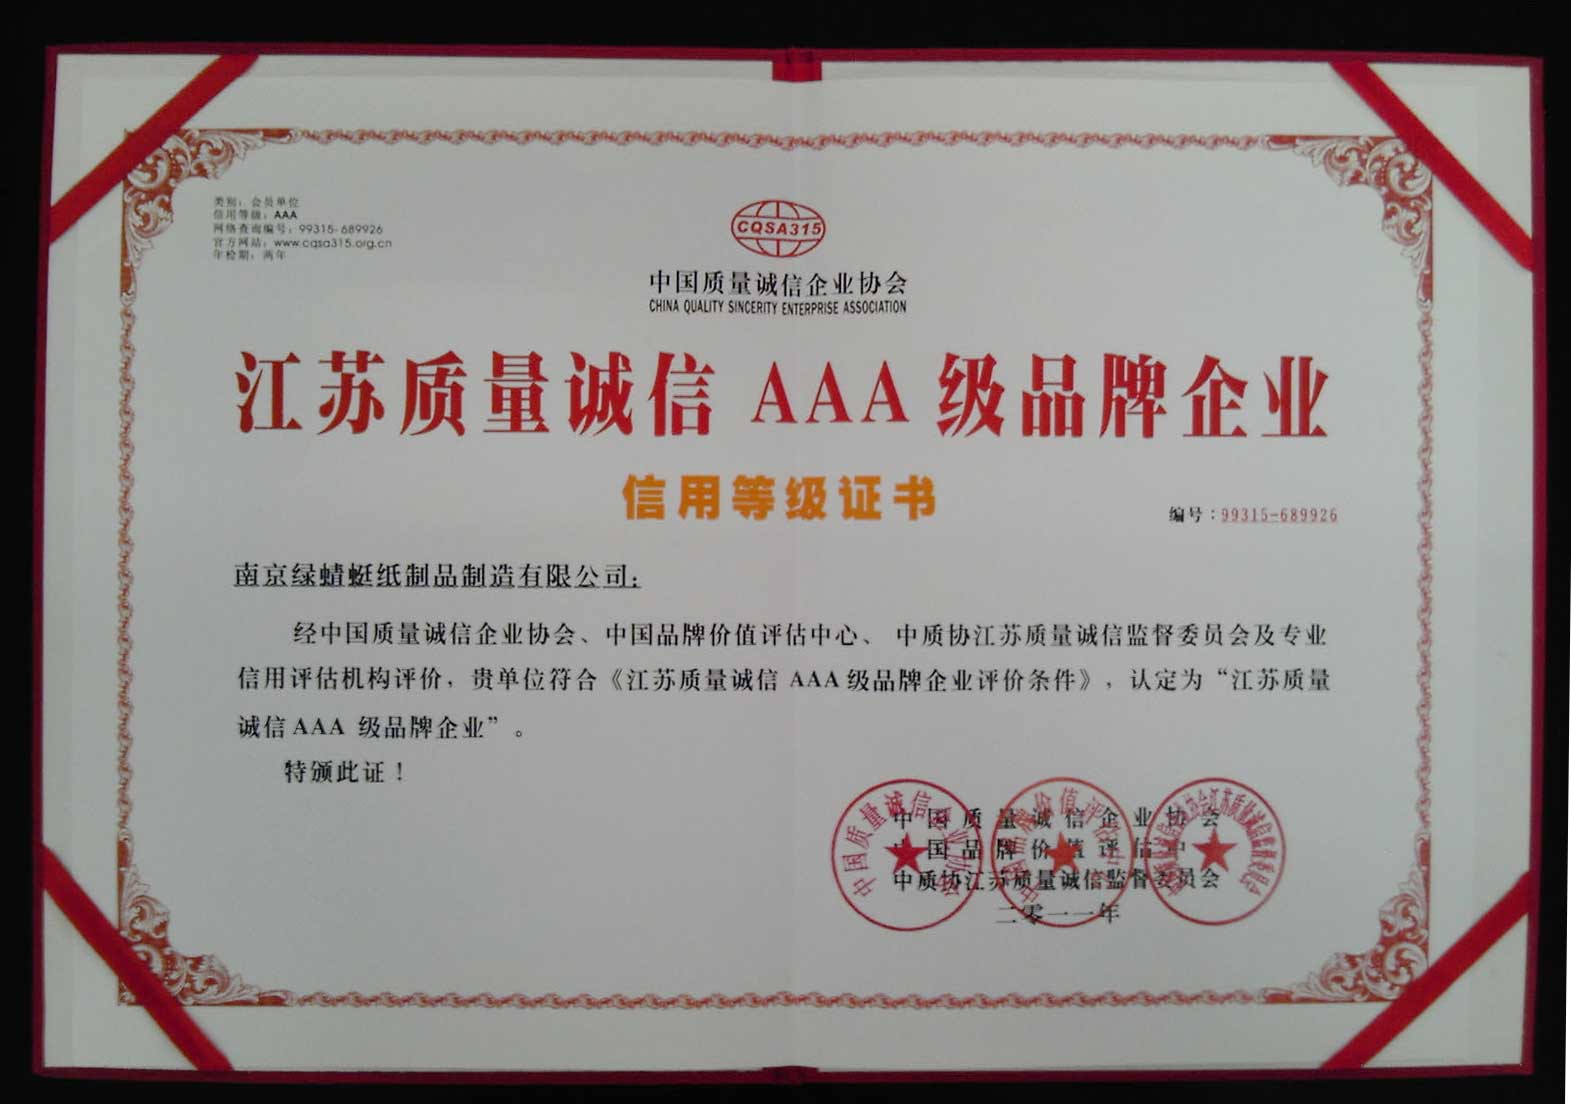 类别：会员单位
信用等级：AAA
网络查询编号：99315-689926
官方网站：www.cqsa315.org.cn
年检期：两年
CQSA315
中国质量诚信企业协会
CHINA QUALITY SINCERITY ENTERPRISE ASSOCIATION
江苏质量诚信 AAA 级品牌企业
信用等级证书
编号：99315-689926
南京绿蜻蜓纸制品制造有限公司：
经中国质量诚信企业协会、中国品牌价值评估中心、 中质协江苏质量诚信监督委员会及专业
信用评估机构评价，贵单位符合《江苏质量诚信 AAA 级品牌企业评价条件》，认定为“江苏质量
诚信 AAA 级品牌企业”。
特颁此证！
中国质量诚信企业协会
中国品牌价值评估中
中质协江苏质量诚信监督委员会
二零一一年